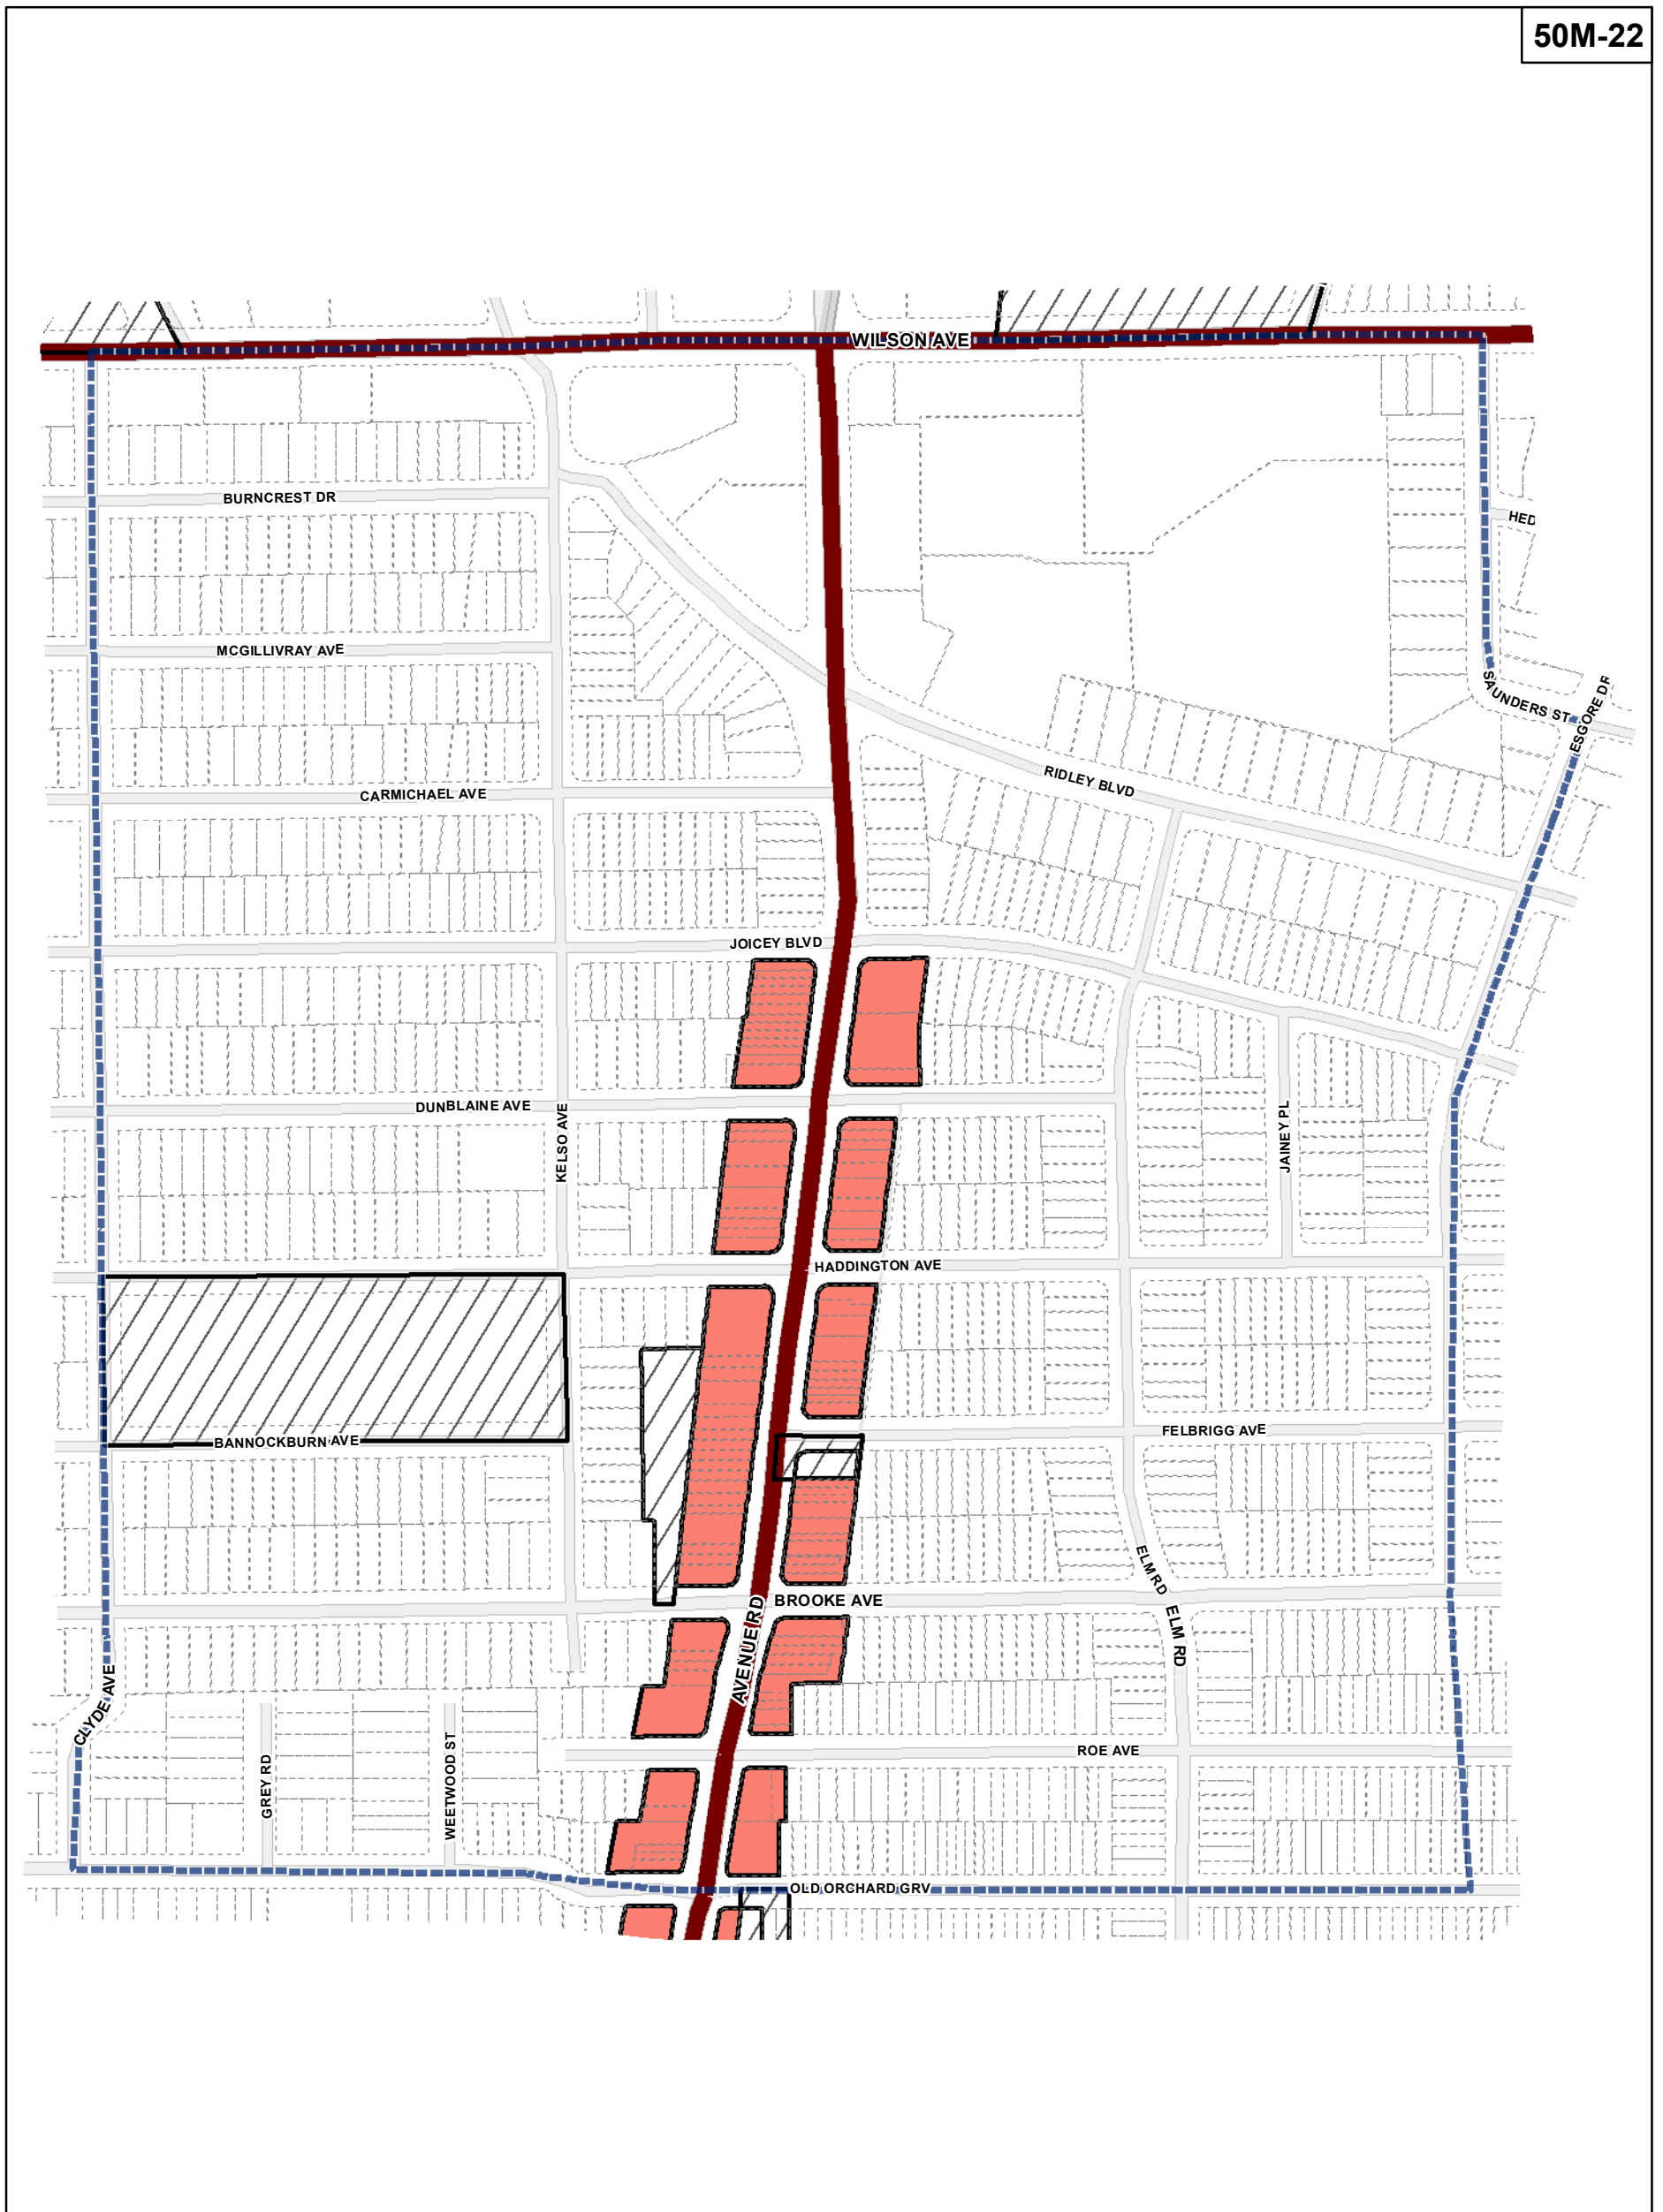 50M-22
WILSON AVE
BURNCREST DR
HED
MCGILLIVRAY AVE
SAUNDERS ST
ESGORE DR
RIDLEY BLVD
CARMICHAEL AVE
JOICEY BLVD
DUNBLAINE AVE
KELSO AVE
JAINEY PL
HADDINGTON AVE
FELBRIGG AVE
BANNOCKBURN AVE
ELM RD
BROOKE AVE
ELM RD
AVENUE RD
CLYDE AVE
GREY RD
WEETWOOD ST
ROE AVE
OLD ORCHARD GRV